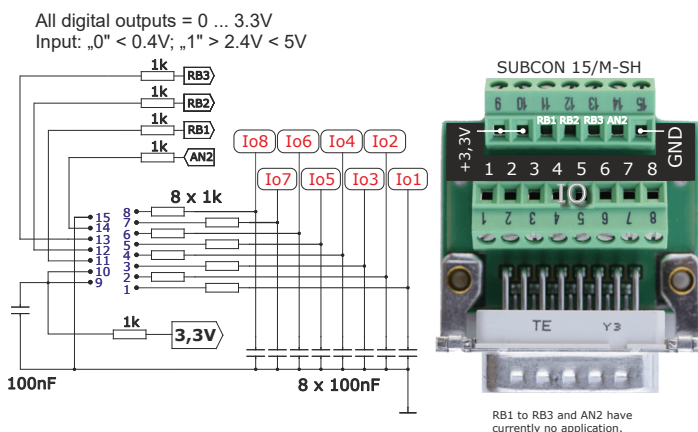 All digital outputs = 0 ... 3.3V
Input: „0" < 0.4V; „1" > 2.4V < 5V
1k
RB3
1k
RB2
1k
RB1
1k
AN2
Io8
Io6
Io4
Io2
Io7
Io5
Io3
Io1
8 x 1k
15
14
13
12
11
10
9
8
7
6
5
4
3
2
1
1k
3,3V
100nF
8 x 100nF
SUBCON 15/M-SH
9 10 11 12 13 14 15
RB1 RB2 RB3 AN2
+3,3V
GND
1 2 3 4 5 6 7 8
IO
1 2 3 4 5 6 7 8
TE Y3
RB1 to RB3 and AN2 have
currently no application.